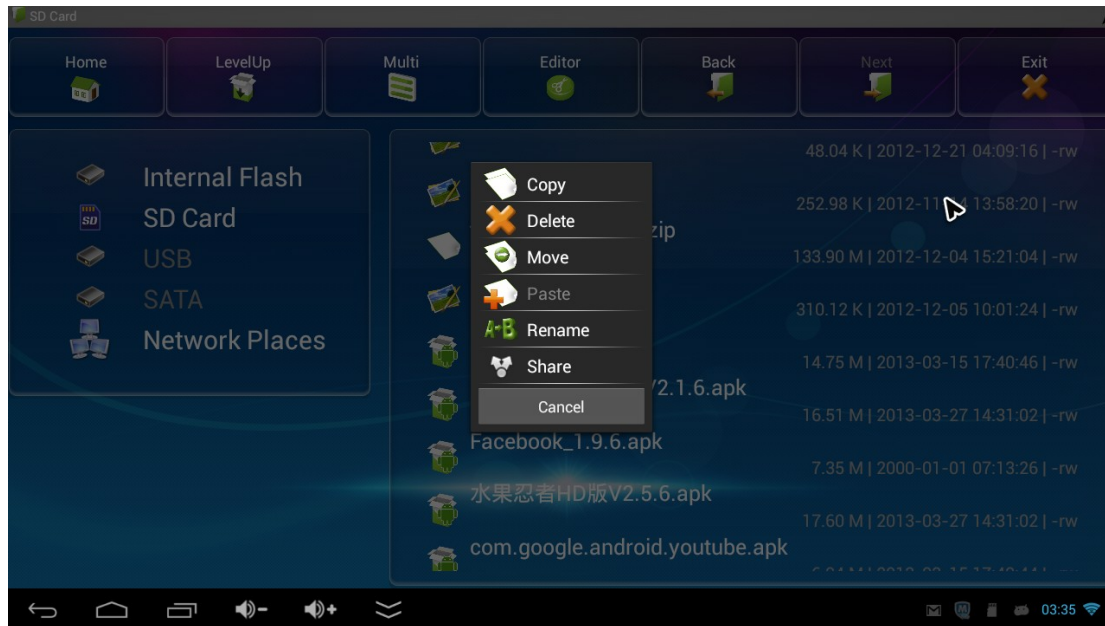 SD Card
Home LevelUp Multi Editor Back Next Exit
Internal Flash
SD
SD Card
USB
SATA
Network Places
Copy
Delete
Move
Paste
A-B Rename
Share
Cancel
48.04 K | 2012-12-21 04:09:16 | -rw
252.98 K | 2012-11- 4 13:58:20 | -rw
zip
133.90 M | 2012-12-04 15:21:04 | -rw
310.12 K | 2012-12-05 10:01:24 | -rw
14.75 M | 2013-03-15 17:40:46 | -rw
V2.1.6.apk
16.51 M | 2013-03-27 14:31:02 | -rw
Facebook_1.9.6.apk
7.35 M | 2000-01-01 07:13:26 | -rw
水果忍者HD版V2.5.6.apk
17.60 M | 2013-03-27 14:31:02 | -rw
com.google.android.youtube.apk
03:35